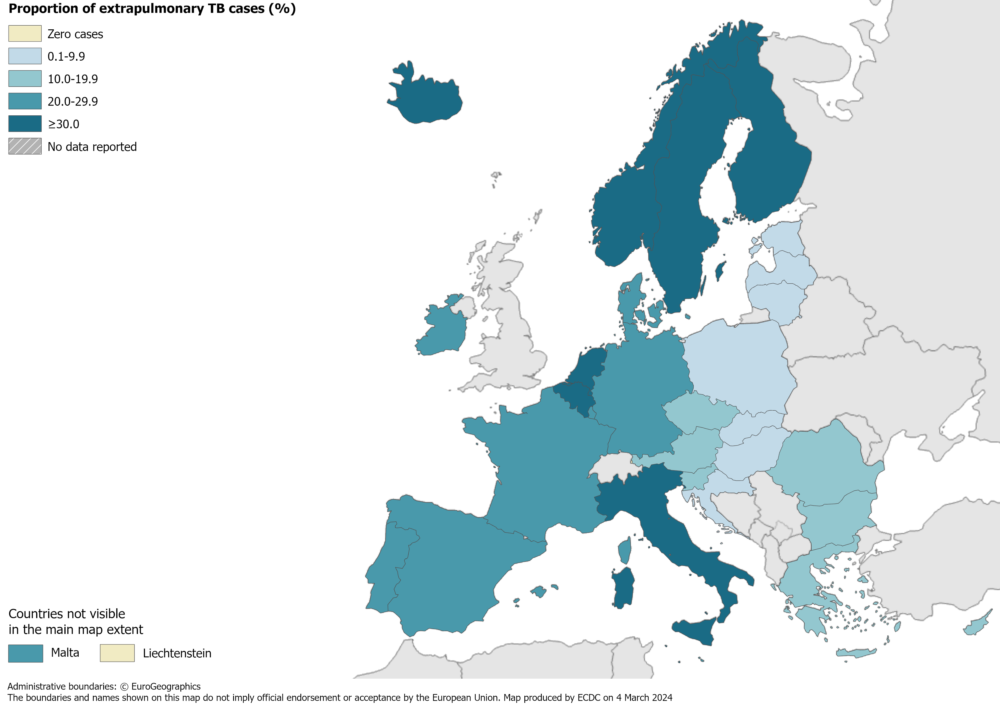 Proportion of extrapulmonary TB cases (%)
Zero cases
0.1-9.9
10.0-19.9
20.0-29.9
≥30.0
No data reported
Countries not visible
in the main map extent
Malta
Liechtenstein
Administrative boundaries: © EuroGeographics
The boundaries and names shown on this map do not imply official endorsement or acceptance by the European Union. Map produced by ECDC on 4 March 2024